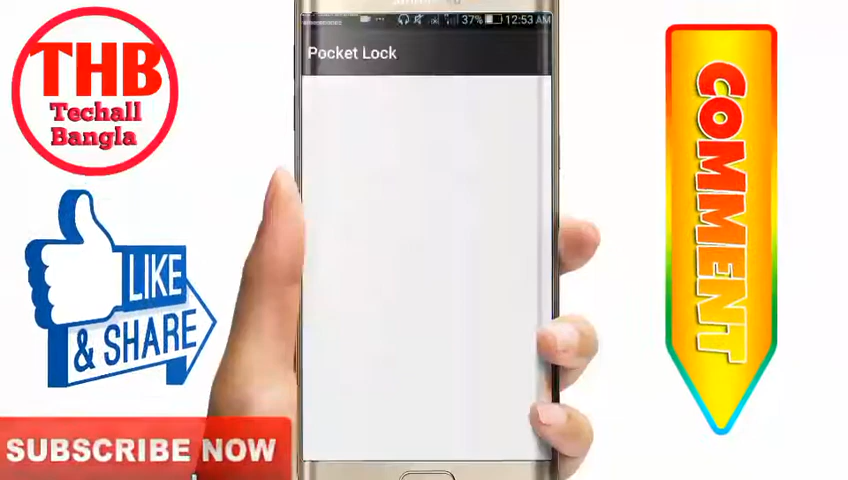 37% 12:53 AM
Pocket Lock
THB
Techall
Bangla
LIKE
& SHARE
SUBSCRIBE NOW
COMMENT